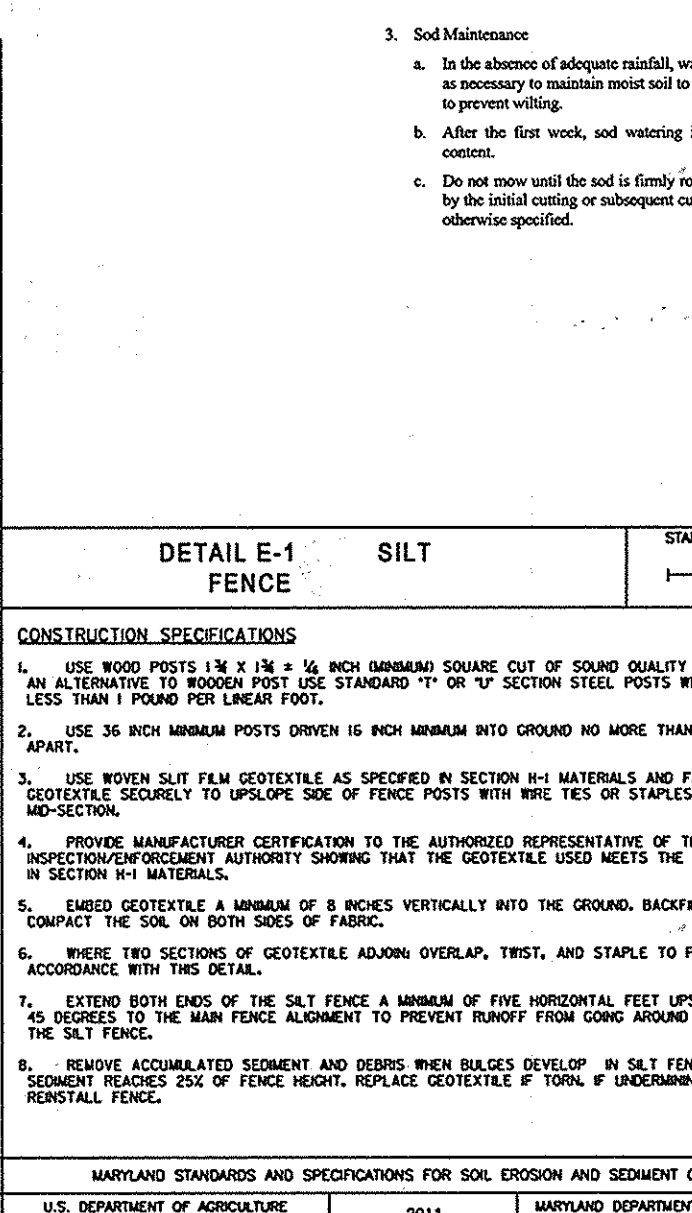 3. Sod Maintenance
a. In the absence of adequate rainfall, wa
as necessary to maintain moist soil to
to prevent wilting.
b. After the first week, sod watering i
content.
c. Do not mow until the sod is firmly ro
by the initial cutting or subsequent cu
otherwise specified.
DETAIL E-1 SILT
FENCE
STA
CONSTRUCTION SPECIFICATIONS
1. USE WOOD POSTS 1¾ X 1¾ ± 1/16 INCH (MINIMUM) SQUARE CUT OF SOUND QUALITY
AN ALTERNATIVE TO WOODEN POST USE STANDARD "T" OR "U" SECTION STEEL POSTS W
LESS THAN 1 POUND PER LINEAR FOOT.
2. USE 36 INCH MINIMUM POSTS DRIVEN 16 INCH MINIMUM INTO GROUND NO MORE THAN
APART.
3. USE WOVEN SLIT FILM GEOTEXTILE AS SPECIFIED IN SECTION H-1 MATERIALS AND F
GEOTEXTILE SECURELY TO UPSLOPE SIDE OF FENCE POSTS WITH WIRE TIES OR STAPLES
MID-SECTION.
4. PROVIDE MANUFACTURER CERTIFICATION TO THE AUTHORIZED REPRESENTATIVE OF T
INSPECTION/ENFORCEMENT AUTHORITY SHOWING THAT THE GEOTEXTILE USED MEETS THE
IN SECTION H-1 MATERIALS.
5. EMBED GEOTEXTILE A MINIMUM OF 8 INCHES VERTICALLY INTO THE GROUND. BACKFI
COMPACT THE SOIL ON BOTH SIDES OF FABRIC.
6. WHERE TWO SECTIONS OF GEOTEXTILE ADJOIN: OVERLAP, TWIST, AND STAPLE TO
ACCORDANCE WITH THIS DETAIL.
7. EXTEND BOTH ENDS OF THE SILT FENCE A MINIMUM OF FIVE HORIZONTAL FEET UPS
45 DEGREES TO THE MAIN FENCE ALIGNMENT TO PREVENT RUNOFF FROM GOING AROUND
THE SILT FENCE.
8. REMOVE ACCUMULATED SEDIMENT AND DEBRIS WHEN BULGES DEVELOP IN SILT FEN
SEDIMENT REACHES 25% OF FENCE HEIGHT. REPLACE GEOTEXTILE IF TORN. IF UNDERMININ
REINSTALL FENCE.
MARYLAND STANDARDS AND SPECIFICATIONS FOR SOIL EROSION AND SEDIMENT
U.S. DEPARTMENT OF AGRICULTURE 2011 MARYLAND DEPARTMENT